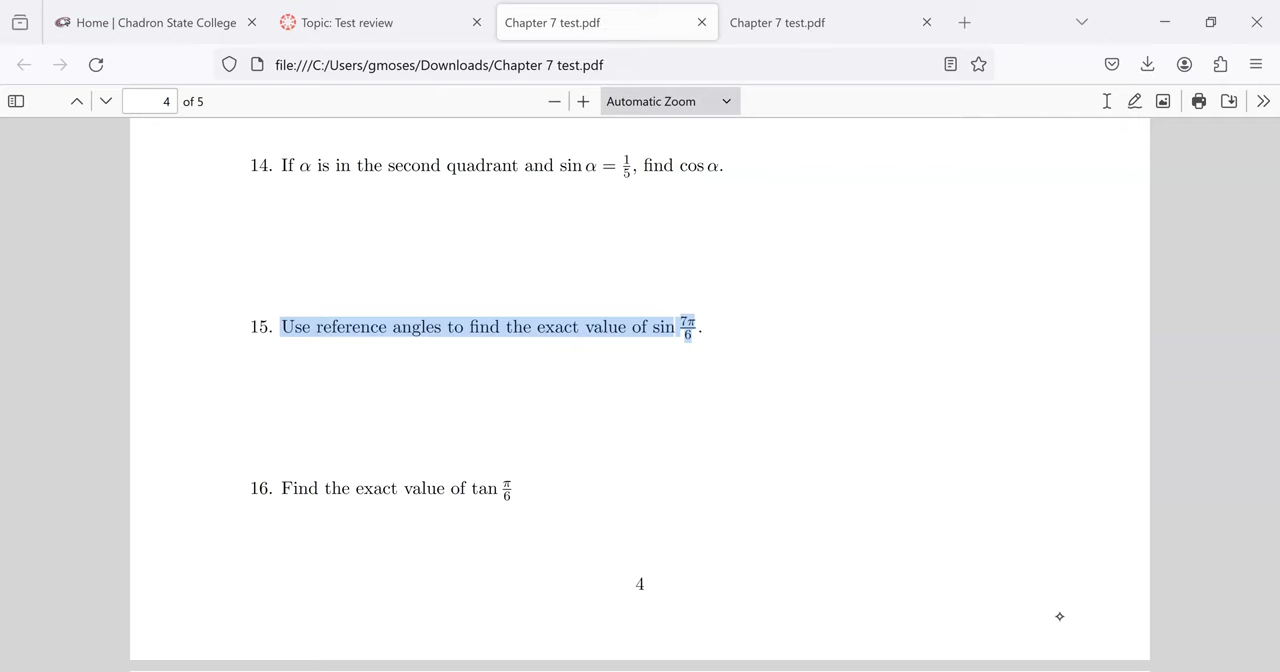 Home | Chadron State College
Topic: Test review
Chapter 7 test.pdf
Chapter 7 test.pdf
file:///C:/Users/gmoses/Downloads/Chapter 7 test.pdf
4 of 5
Automatic Zoom
14. If α is in the second quadrant and sin α = 1/5, find cos α.
15. Use reference angles to find the exact value of sin 7π/6.
16. Find the exact value of tan π/6
4